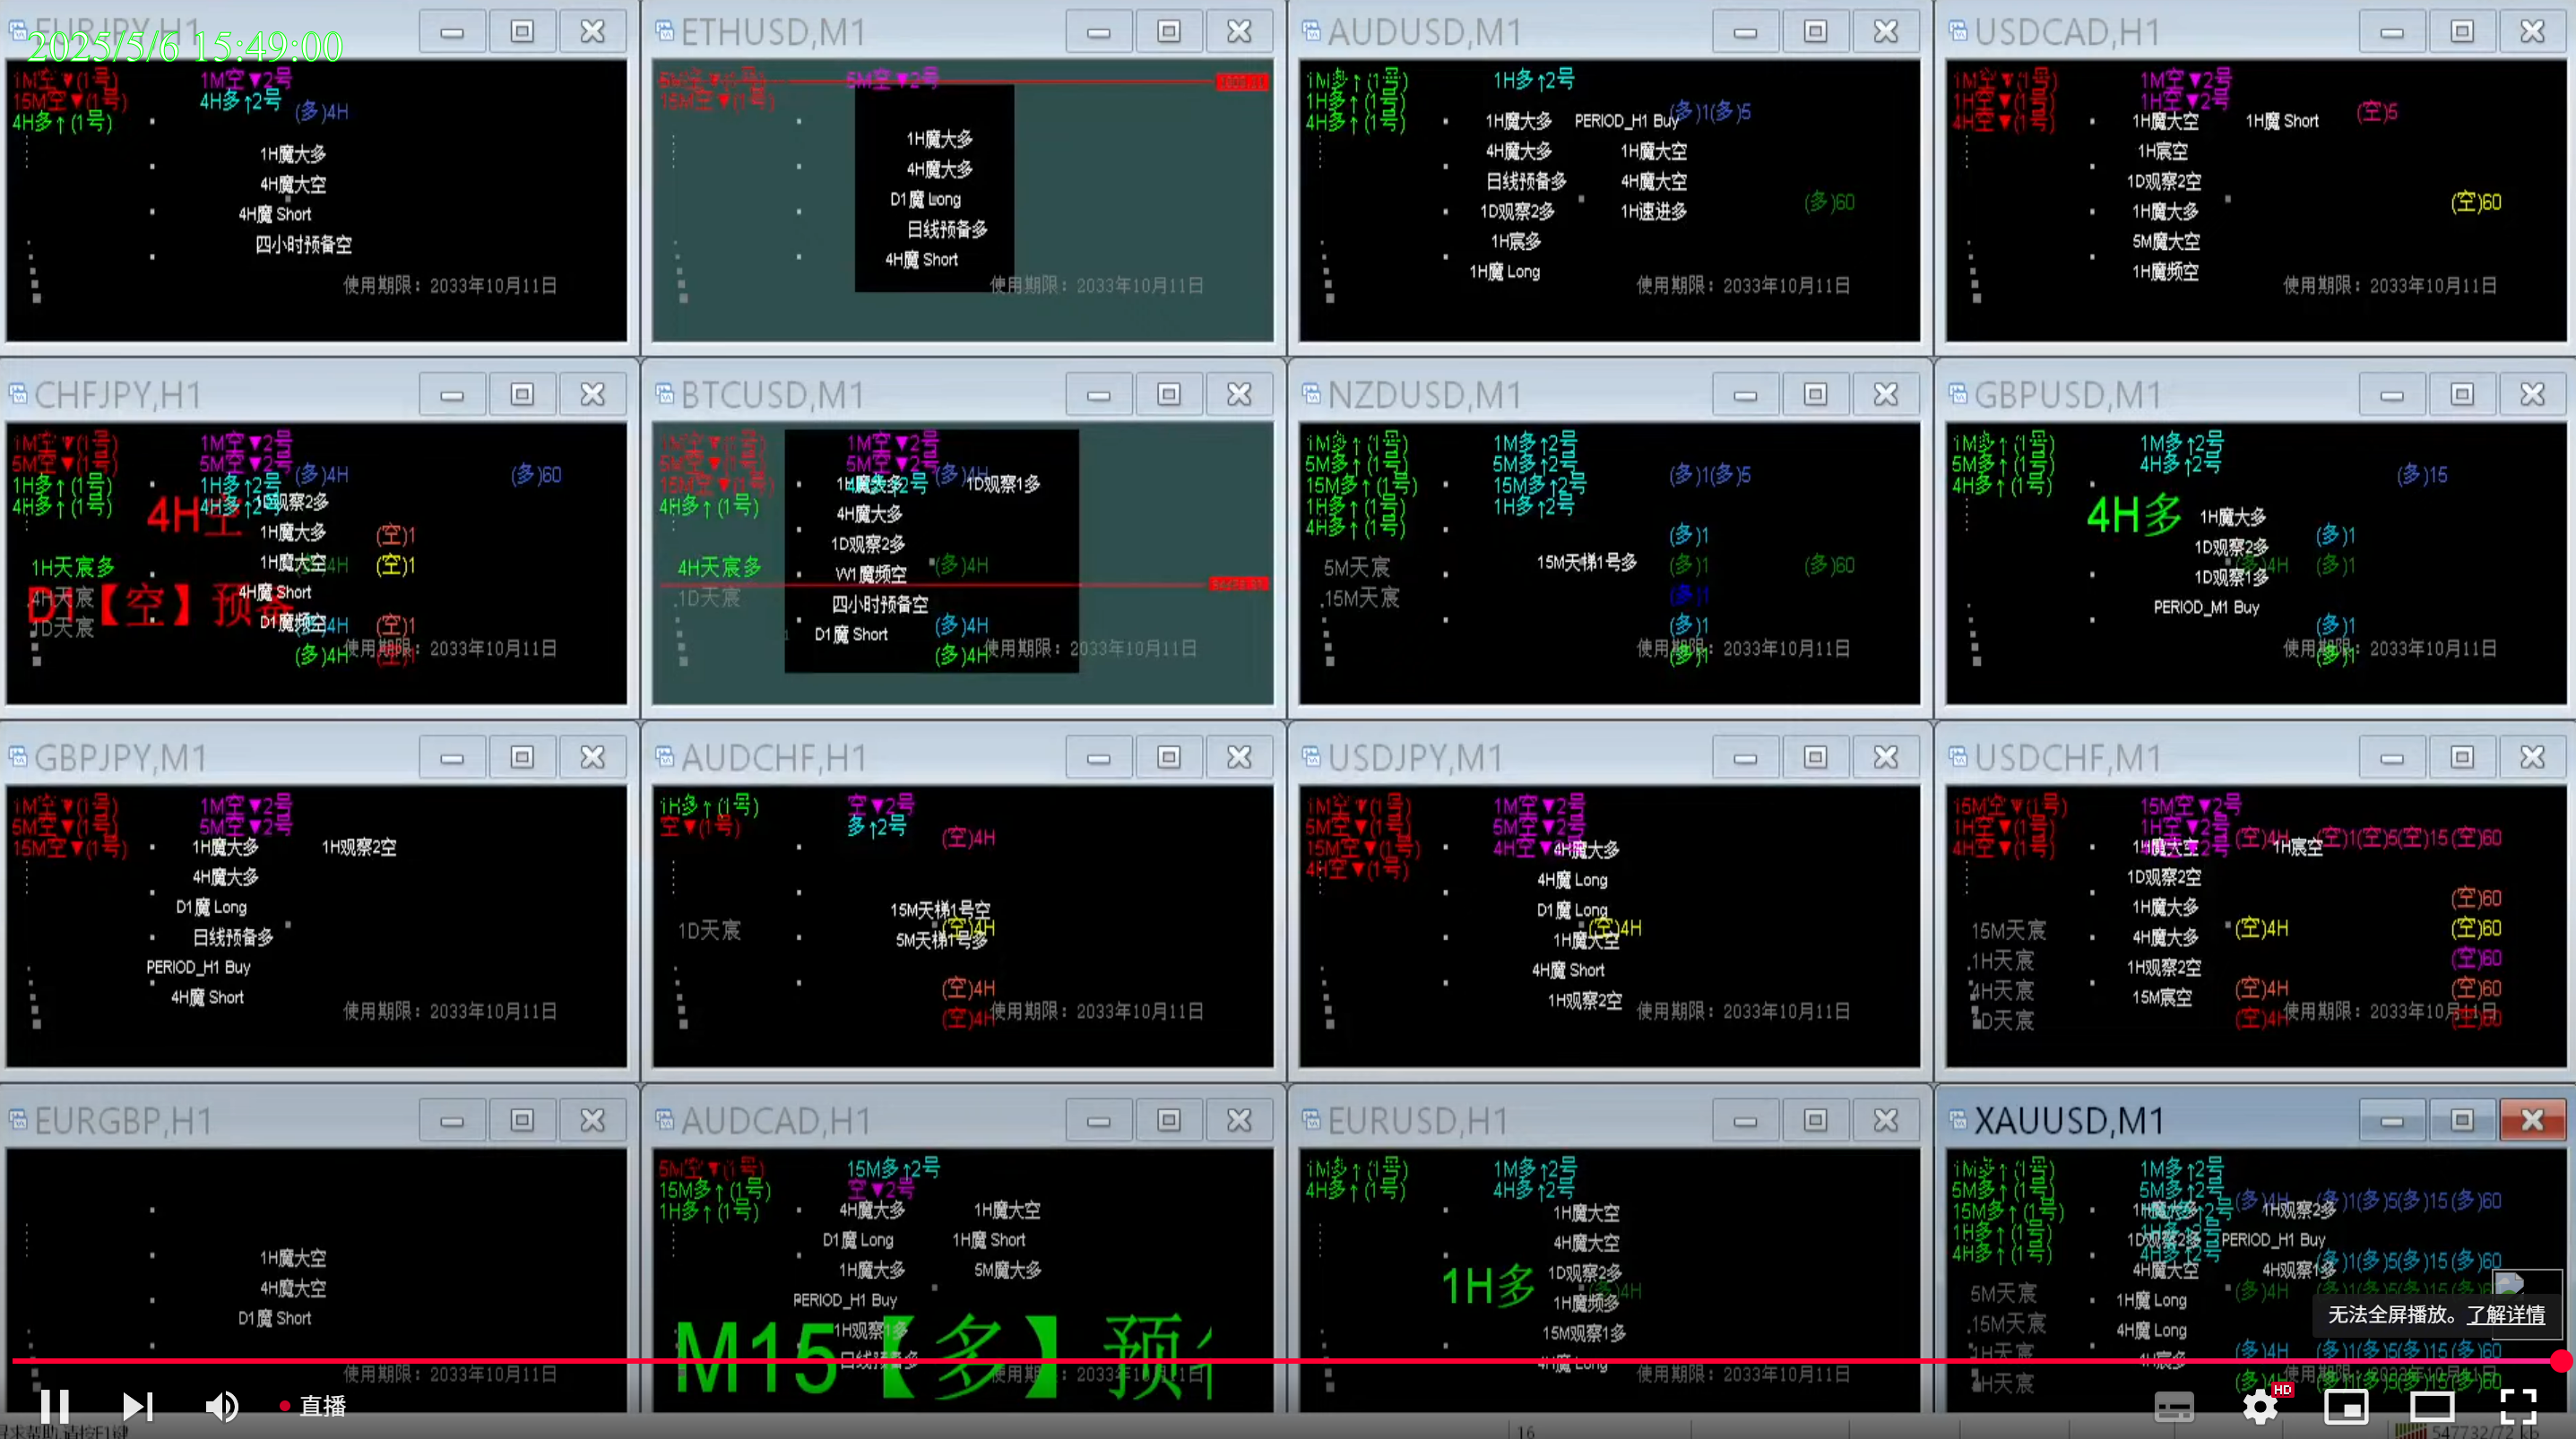 EURJPY,H1
2025/5/6 15:49:00
1M空▼(1号)
1M空▼2号
15M空▼(1号)
4H多↑2号
(多)4H
4H多↑(1号)
1H魔大多
4H魔大空
4H魔 Short
四小时预备空
使用期限：2033年10月11日
ETHUSD,M1
5M空▼(1号)
5M空▼2号
15M空▼(1号)
1H魔大多
4H魔大多
D1魔 Long
日线预备多
4H魔 Short
使用期限：2033年10月11日
AUDUSD,M1
1M多↑(1号)
1H多↑2号
1H多↑(1号)
(多)1(多)5
4H多↑(1号)
1H魔大多 PERIOD_H1 Buy
4H魔大多 1H魔大空
日线预备多 4H魔大空
1D观察2多 1H速进多
(多)60
1H宸多
1H魔 Long
使用期限：2033年10月11日
USDCAD,H1
1M空▼(1号)
1M空▼2号
1H空▼(1号)
1H空▼2号
(空)5
4H空▼(1号)
1H魔大空 1H魔 Short
1H宸空
1D观察2空
(空)60
1H魔大多
5M魔大空
1H魔频空
使用期限：2033年10月11日
CHFJPY,H1
1M空▼(1号)
1M空▼2号
5M空▼(1号)
5M空▼2号
(多)4H
(多)60
1H多↑(1号)
1H多↑2号
4H多↑(1号)
4H多↑2号
1D观察2多
4H空
1H魔大多
(空)1
1H天宸多
1H魔大空
(多)4H
(空)1
4H天宸
4H魔 Short
D1【空】预备
1D天宸
D1魔频空
(多)4H
(空)1
(多)4H
(空)1
使用期限：2033年10月11日
BTCUSD,M1
1M空▼(1号)
1M空▼2号
5M空▼(1号)
5M空▼2号
(多)4H
15M空▼(1号)
1H魔大多
1D观察1多
4H多↑(1号)
4H魔大多
1D观察2多
4H天宸多
W1魔频空
(多)4H
1D天宸
四小时预备空
D1魔 Short
(多)4H
(多)4H
使用期限：2033年10月11日
NZDUSD,M1
1M多↑(1号)
1M多↑2号
5M多↑(1号)
5M多↑2号
(多)1(多)5
15M多↑(1号)
15M多↑2号
1H多↑(1号)
1H多↑2号
4H多↑(1号)
(多)1
5M天宸
15M天梯1号多
(多)1
(多)60
15M天宸
(多)1
(多)1
(多)1
使用期限：2033年10月11日
GBPUSD,M1
1M多↑(1号)
1M多↑2号
5M多↑(1号)
4H多↑2号
(多)15
4H多↑(1号)
4H多
1H魔大多
(多)1
1D观察2多
(多)4H
(多)1
1D观察1多
PERIOD_M1 Buy
(多)1
(多)1
使用期限：2033年10月11日
GBPJPY,M1
1M空▼(1号)
1M空▼2号
5M空▼(1号)
5M空▼2号
15M空▼(1号)
1H魔大多 1H观察2空
4H魔大多
D1魔 Long
日线预备多
PERIOD_H1 Buy
4H魔 Short
使用期限：2033年10月11日
AUDCHF,H1
1H多↑(1号)
空▼2号
空▼(1号)
多↑2号
(空)4H
15M天梯1号空
1D天宸
(空)4H
5M天梯1号多
(空)4H
(空)4H
使用期限：2033年10月11日
USDJPY,M1
1M空▼(1号)
1M空▼2号
5M空▼(1号)
5M空▼2号
15M空▼(1号)
4H空▼2号
4H魔大多
4H空▼(1号)
4H魔 Long
D1魔 Long
(空)4H
1H魔大空
4H魔 Short
1H观察2空
使用期限：2033年10月11日
USDCHF,M1
15M空▼(1号)
15M空▼2号
1H空▼(1号)
1H空▼2号
(空)4H
(空)1(空)5(空)15(空)60
4H空▼(1号)
1H魔大空
1H宸空
1D观察2空
(空)60
1H魔大多
15M天宸
4H魔大多
(空)4H
(空)60
1H天宸
1H观察2空
(空)60
4H天宸
15M宸空
(空)4H
(空)60
1D天宸
(空)4H
(空)60
使用期限：2033年10月11日
EURGBP,H1
1H魔大空
4H魔大空
D1魔 Short
使用期限：2033年10月11日
AUDCAD,H1
5M空▼(1号)
15M多↑2号
15M多↑(1号)
空▼2号
1H多↑(1号)
4H魔大多 1H魔大空
D1魔 Long 1H魔 Short
1H魔大多 5M魔大多
PERIOD_H1 Buy
1H观察1多
M15【多】预
日线预备多
使用期限：2033年10月11日
EURUSD,H1
1M多↑(1号)
1M多↑2号
4H多↑(1号)
4H多↑2号
1H魔大空
4H魔大空
1H多
1D观察2多
(多)4H
1H魔频多
15M观察1多
4H魔 Long
使用期限：2033年10月11日
XAUUSD,M1
1M多↑(1号)
1M多↑2号
5M多↑(1号)
5M多↑2号
(多)4H
(多)1(多)5(多)15(多)60
15M多↑(1号)
1H观察2多
1H多↑(1号)
1D观察2多 PERIOD_H1 Buy
4H多↑(1号)
4H多↑2号
(多)1(多)5(多)15(多)60
4H魔大空 4H观察1多
5M天宸
1H魔 Long
(多)4H
15M天宸
4H魔 Long
无法全屏播放。了解详情
1H天宸
(多)4H
(多)1(多)5(多)15(多)60
4H天宸
使用期限：2033年10月11日
直播
HD
16